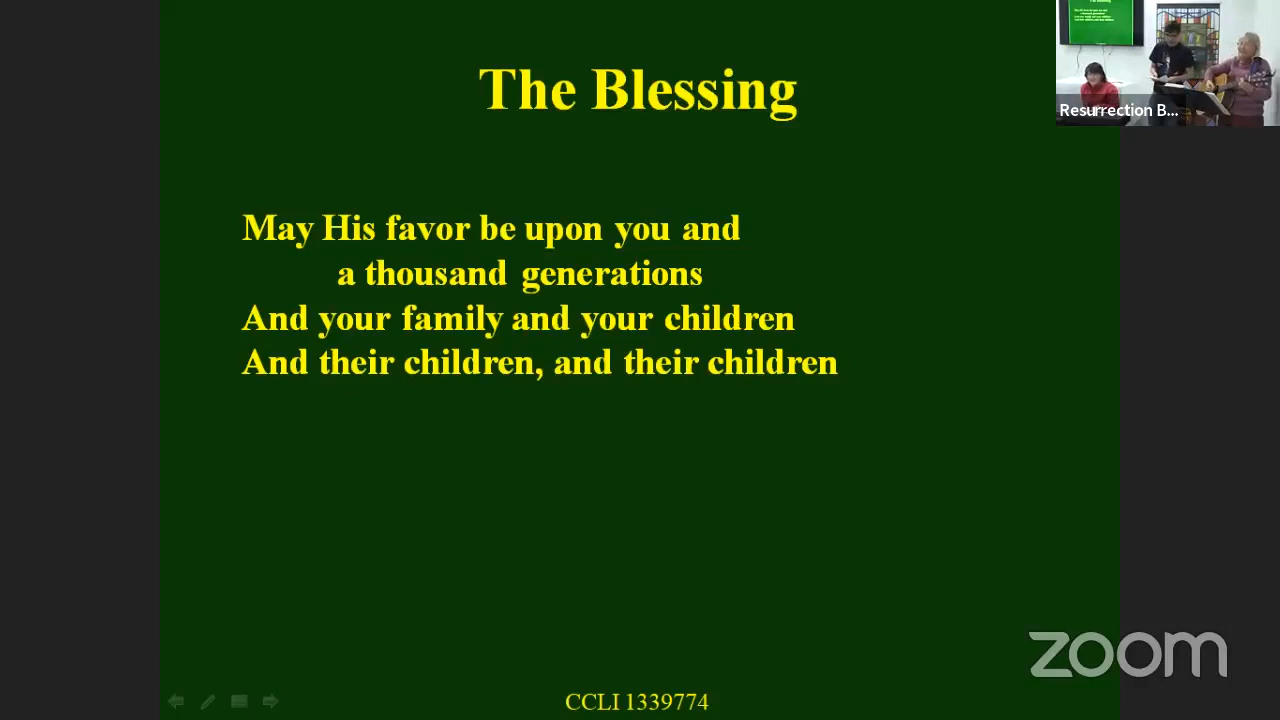 The Blessing
Resurrection B...
May His favor be upon you and
a thousand generations
And your family and your children
And their children, and their children
zoom
CCLI 1339774